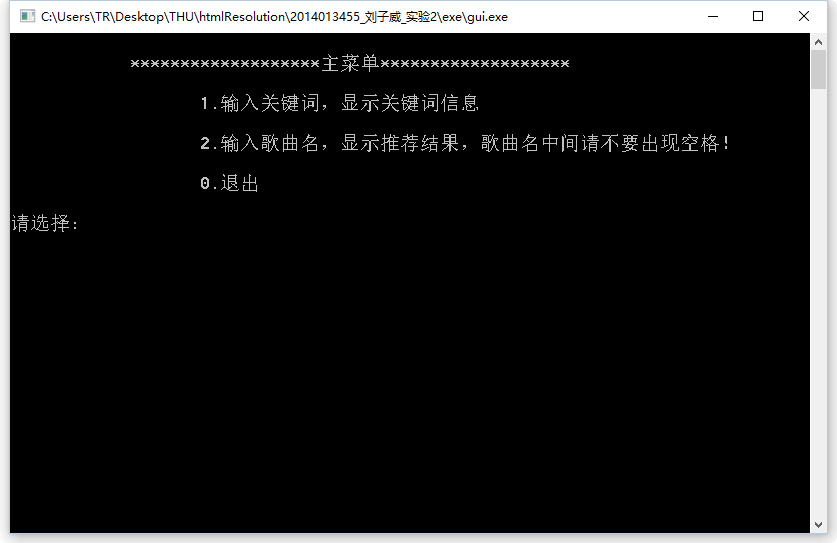 C:\Users\TR\Desktop\THU\htmlResolution\2014013455_刘子威_实验2\exe\gui.exe
*******************主菜单*******************
1.输入关键词，显示关键词信息
2.输入歌曲名，显示推荐结果，歌曲名中间请不要出现空格！
0.退出
请选择：